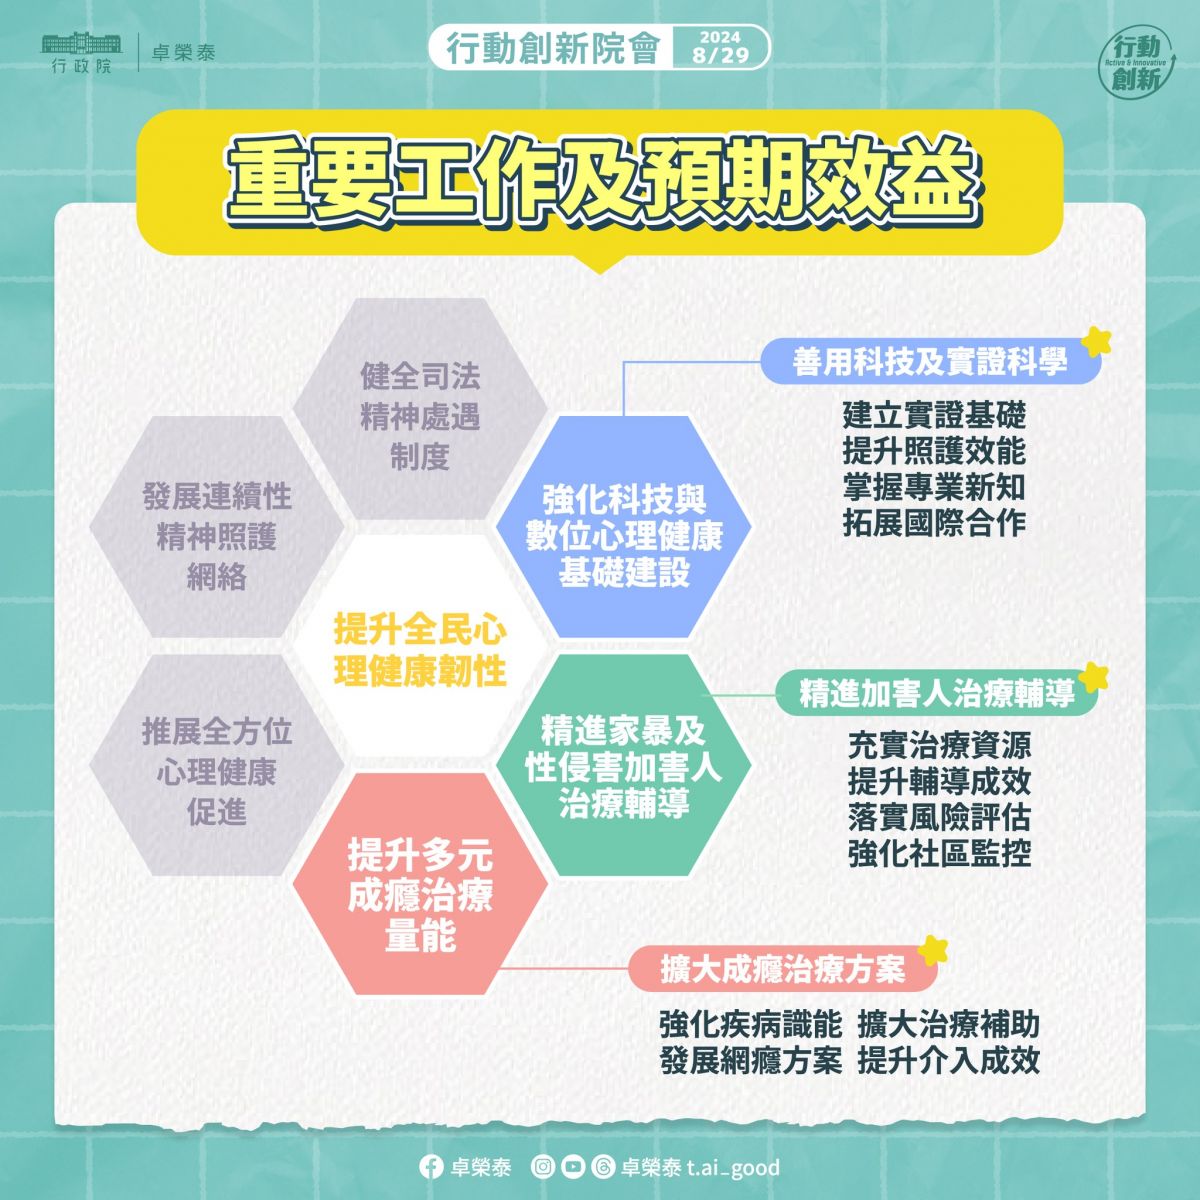 行政院
卓榮泰
行動創新院會
2024
8/29
行動
Active & Innovative
創新
重要工作及預期效益
健全司法
精神處遇
制度
發展連續性
精神照護
網絡
強化科技與
數位心理健康
基礎建設
提升全民心
理健康韌性
推展全方位
心理健康
促進
精進家暴及
性侵害加害人
治療輔導
提升多元
成癮治療
量能
善用科技及實證科學
建立實證基礎
提升照護效能
掌握專業新知
拓展國際合作
精進加害人治療輔導
充實治療資源
提升輔導成效
落實風險評估
強化社區監控
擴大成癮治療方案
強化疾病識能 擴大治療補助
發展網癮方案 提升介入成效
卓榮泰 卓榮泰 t.ai_good